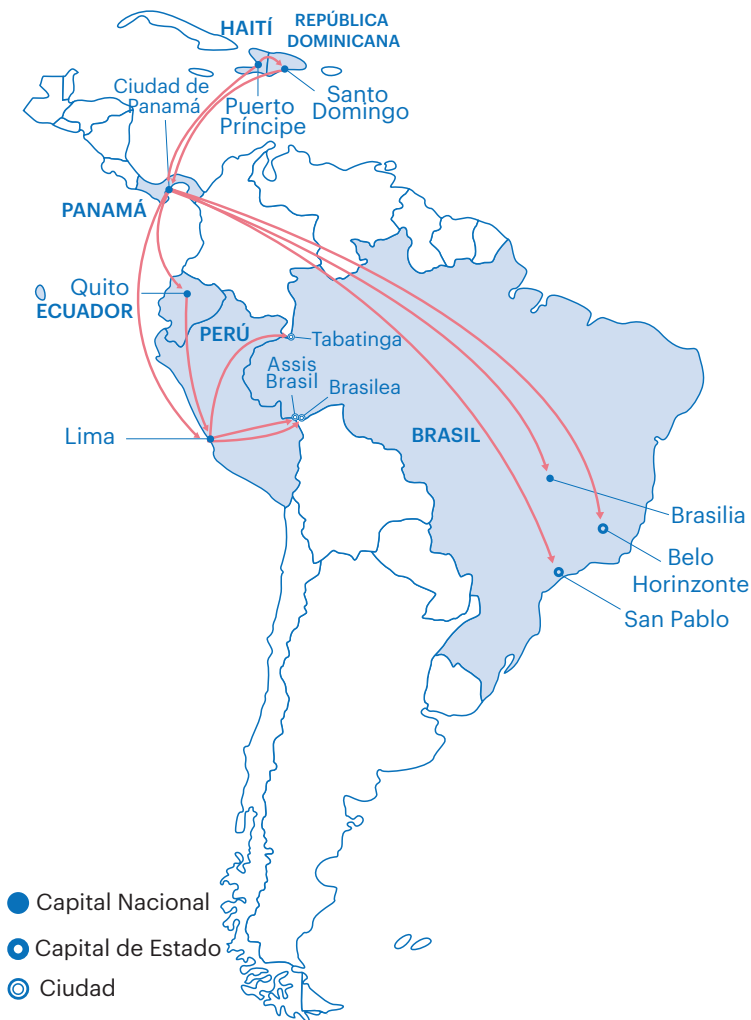 HAITÍ
REPÚBLICA
DOMINICANA
Ciudad de
Panamá
Puerto
Príncipe
Santo
Domingo
PANAMÁ
Quito
ECUADOR
PERÚ
Tabatinga
Assis
Brasil
Brasilea
Lima
BRASIL
Brasilia
Belo
Horinzonte
San Pablo
Capital Nacional
Capital de Estado
Ciudad